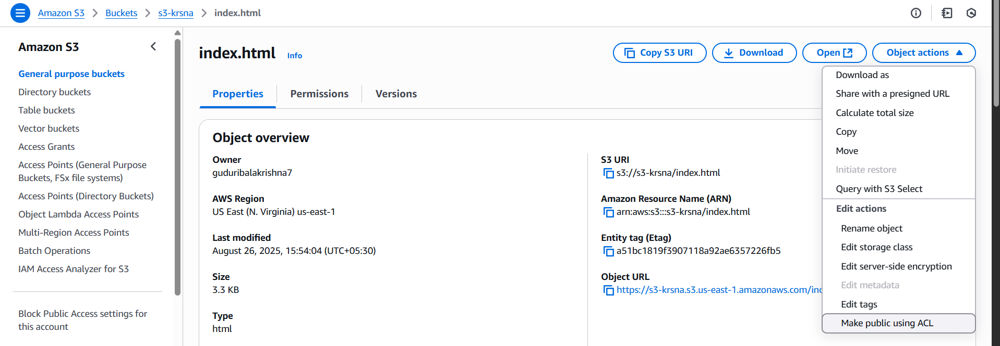 Amazon S3 > Buckets > s3-krsna > index.html
Amazon S3
General purpose buckets
Directory buckets
Table buckets
Vector buckets
Access Grants
Access Points (General Purpose
Buckets, FSx file systems)
Access Points (Directory Buckets)
Object Lambda Access Points
Multi-Region Access Points
Batch Operations
IAM Access Analyzer for S3
Block Public Access settings for
this account
index.html Info
Copy S3 URI
Download
Open
Object actions
Properties
Permissions
Versions
Object overview
Owner
guduribalakrishna7
AWS Region
US East (N. Virginia) us-east-1
Last modified
August 26, 2025, 15:54:04 (UTC+05:30)
Size
3.3 KB
Type
html
S3 URI
s3://s3-krsna/index.html
Amazon Resource Name (ARN)
arn:aws:s3:::s3-krsna/index.html
Entity tag (Etag)
a51bc1819f3907118a92ae6357226fb5
Object URL
https://s3-krsna.s3.us-east-1.amazonaws.com/ind
Download as
Share with a presigned URL
Calculate total size
Copy
Move
Initiate restore
Query with S3 Select
Edit actions
Rename object
Edit storage class
Edit server-side encryption
Edit metadata
Edit tags
Make public using ACL